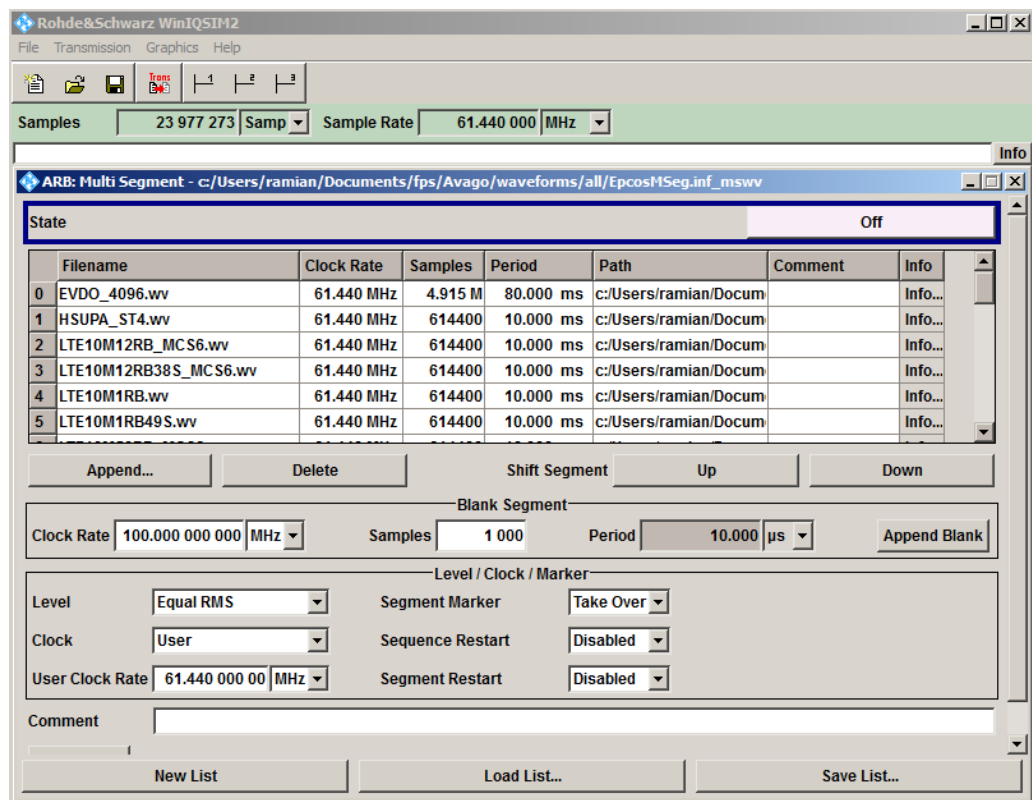 Rohde&Schwarz WinIQSIM2
File Transmission Graphics Help
Trans 1 2 3
Samples 23 977 273 Samp Sample Rate 61.440 000 MHz
Info
ARB: Multi Segment - c:/Users/ramian/Documents/fps/Avago/waveforms/all/EpcosMSeg.inf_mswv
State Off
Filename Clock Rate Samples Period Path Comment Info
0 EVDO_4096.wv 61.440 MHz 4.915 M 80.000 ms c:/Users/ramian/Docum Info...
1 HSUPA_ST4.wv 61.440 MHz 614400 10.000 ms c:/Users/ramian/Docum Info...
2 LTE10M12RB_MCS6.wv 61.440 MHz 614400 10.000 ms c:/Users/ramian/Docum Info...
3 LTE10M12RB38S_MCS6.wv 61.440 MHz 614400 10.000 ms c:/Users/ramian/Docum Info...
4 LTE10M1RB.wv 61.440 MHz 614400 10.000 ms c:/Users/ramian/Docum Info...
5 LTE10M1RB49S.wv 61.440 MHz 614400 10.000 ms c:/Users/ramian/Docum Info...
Append... Delete Shift Segment Up Down
Blank Segment
Clock Rate 100.000 000 000 MHz Samples 1 000 Period 10.000 µs Append Blank
Level / Clock / Marker
Level Equal RMS Segment Marker Take Over
Clock User Sequence Restart Disabled
User Clock Rate 61.440 000 00 MHz Segment Restart Disabled
Comment
New List Load List... Save List...